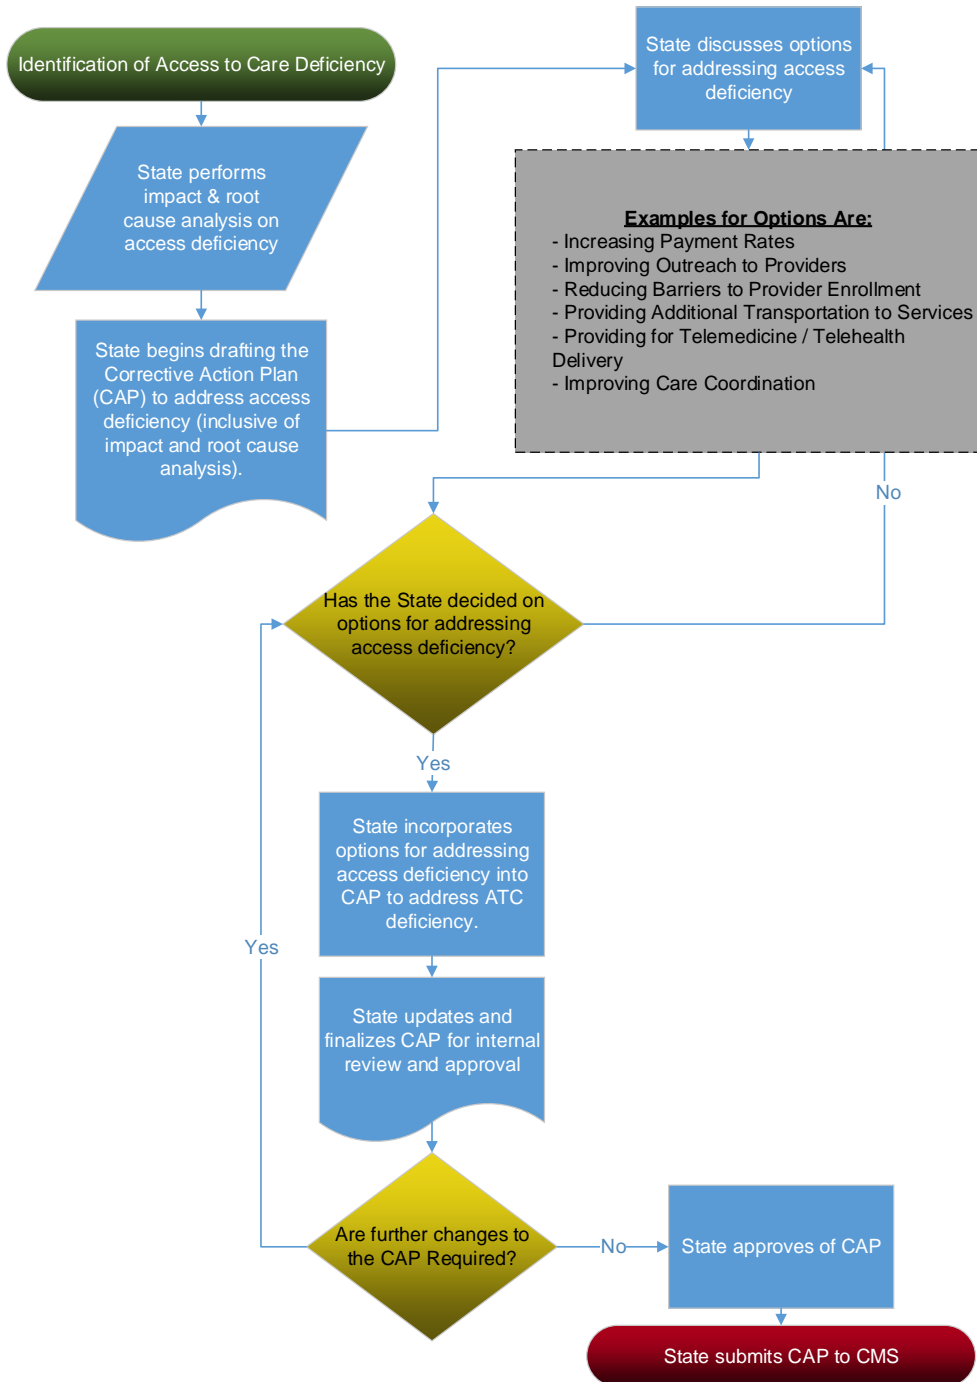 Identification of Access to Care Deficiency
State performs
impact & root
cause analysis on
access deficiency
State begins drafting the
Corrective Action Plan
(CAP) to address access
deficiency (inclusive of
impact and root cause
analysis).
State discusses options
for addressing access
deficiency
Examples for Options Are:
- Increasing Payment Rates
- Improving Outreach to Providers
- Reducing Barriers to Provider Enrollment
- Providing Additional Transportation to Services
- Providing for Telemedicine / Telehealth
Delivery
- Improving Care Coordination
No
Has the State decided on
options for addressing
access deficiency?
Yes
State incorporates
options for addressing
access deficiency into
CAP to address ATC
deficiency.
Yes
State updates and
finalizes CAP for internal
review and approval
Are further changes to
the CAP Required?
No
State approves of CAP
State submits CAP to CMS